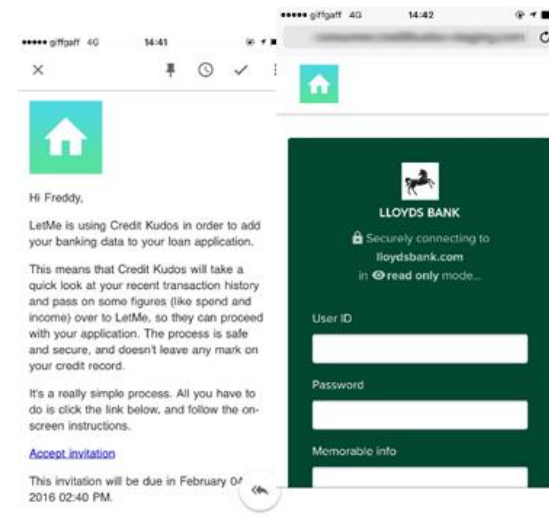 giffgaff 4G 14:41
Hi Freddy,
LetMe is using Credit Kudos in order to add
your banking data to your loan application.
This means that Credit Kudos will take a
quick look at your recent transaction history
and pass on some figures (like spend and
income) over to LetMe, so they can proceed
with your application. The process is safe
and secure, and doesn't leave any mark on
your credit record.
It's a really simple process. All you have to
do is click the link below, and follow the on-
screen instructions.
Accept invitation
This invitation will be due in February 04
2016 02:40 PM.
giffgaff 4G 14:42
LLOYDS BANK
Securely connecting to
lloydsbank.com
in read only mode...
User ID
Password
Memorable info